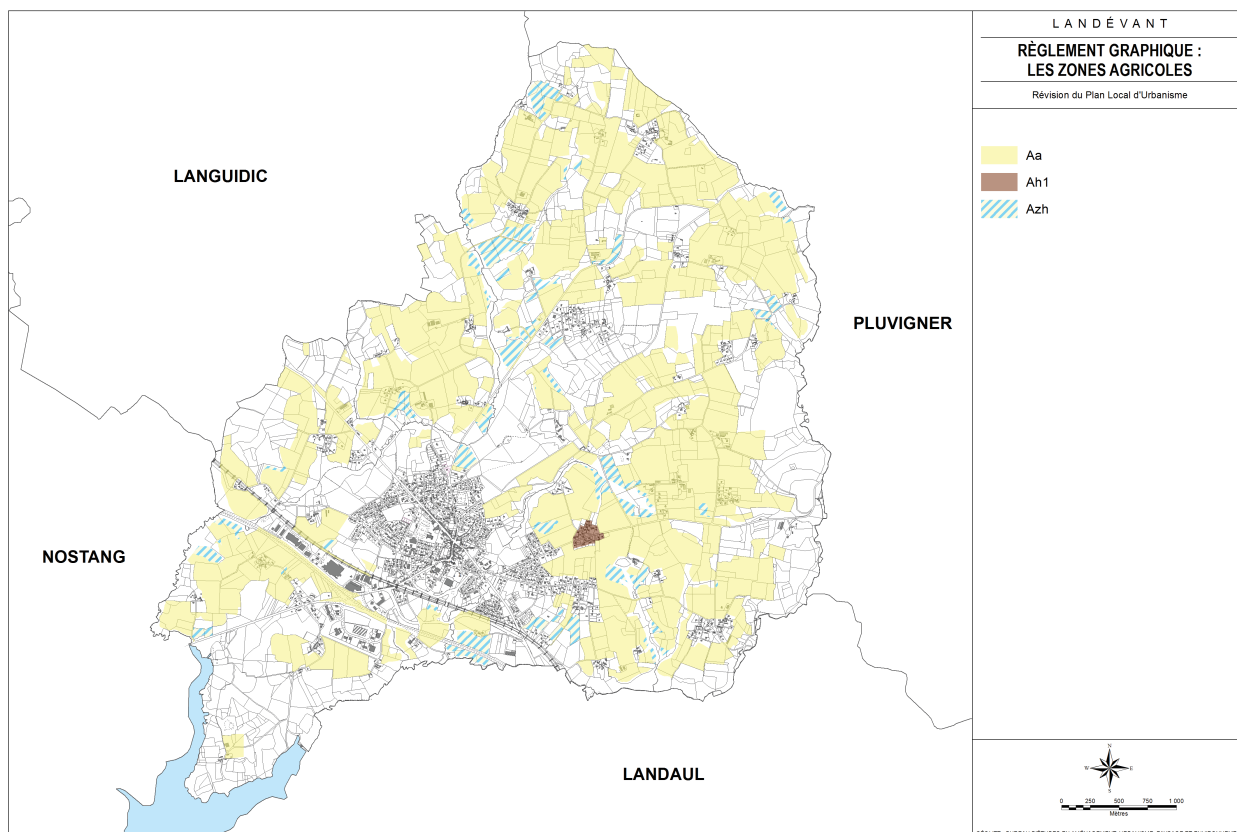 LANDÉVANT
RÈGLEMENT GRAPHIQUE :
LES ZONES AGRICOLES
Révision du Plan Local d'Urbanisme
Aa
Ah1
Azh
LANGUIDIC
PLUVIGNER
NOSTANG
LANDAUL
N
W
E
S
0 250 500 750 1 000
Mètres